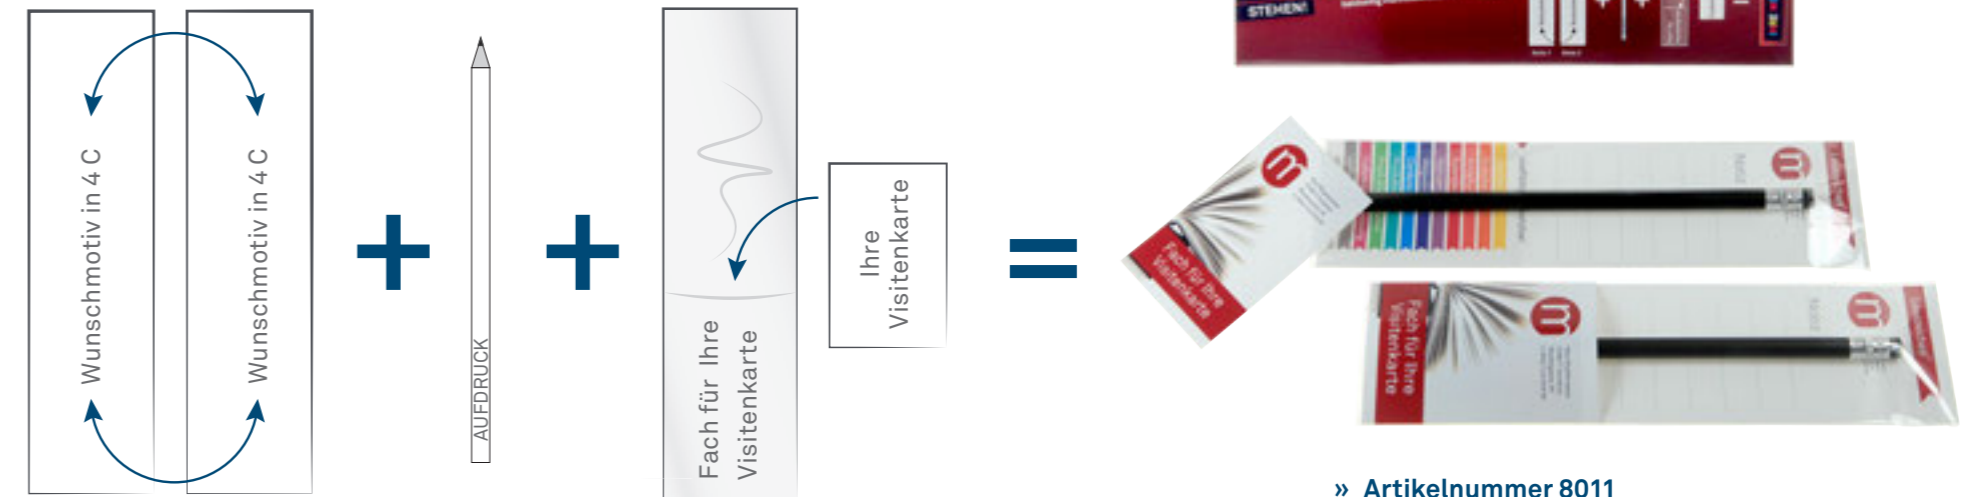 Wunschmotiv in 4 C
Wunschmotiv in 4 C
+
AUFDRUCK
+
Fach für Ihre
Visitenkarte
Ihre
Visitenkarte
=
STEHEN!
m
Fach für Ihre
Visitenkarte
m
Fach für Ihre
Visitenkarte
m
m
» Artikelnummer 8011